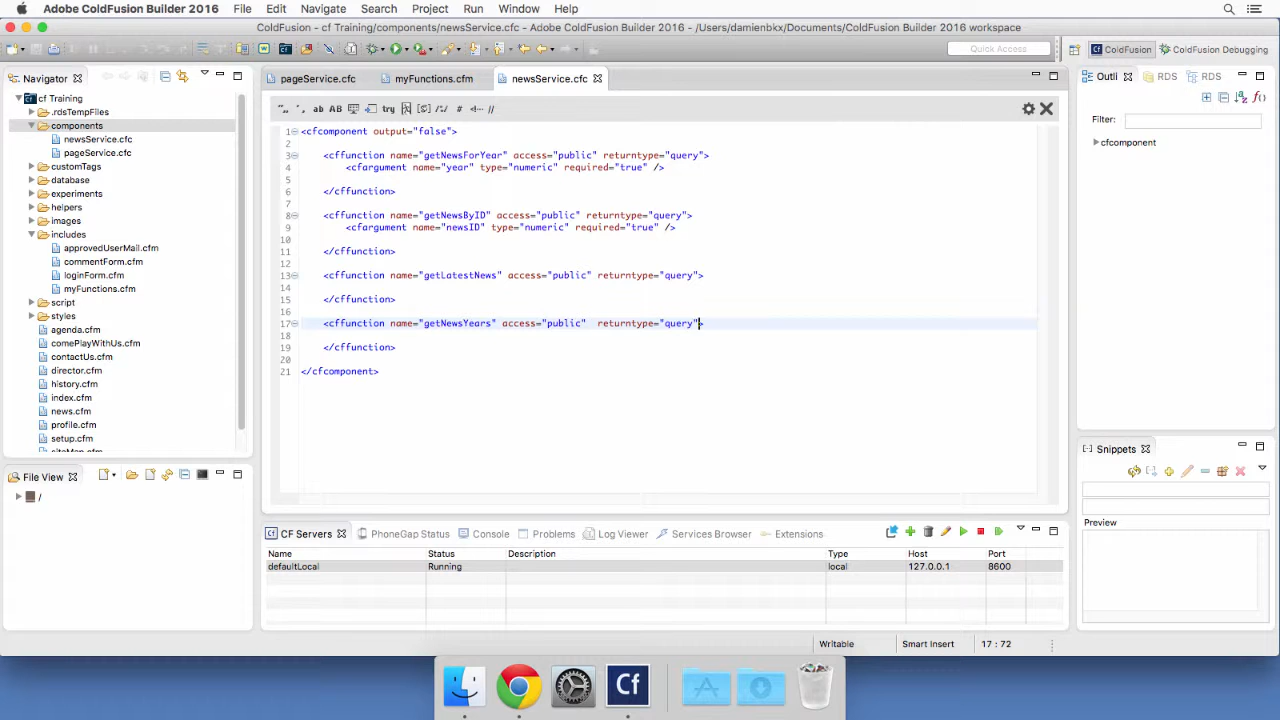 Adobe ColdFusion Builder 2016 File Edit Navigate Search Project Run Window Help
ColdFusion - cf Training/components/newsService.cfc - Adobe ColdFusion Builder 2016 - /Users/damienbkx/Documents/ColdFusion Builder 2016 workspace
Quick Access ColdFusion ColdFusion Debugging
Navigator
cf Training
.rdsTempFiles
components
newsService.cfc
pageService.cfc
customTags
database
experiments
helpers
images
includes
approvedUserMail.cfm
commentForm.cfm
loginForm.cfm
myFunctions.cfm
script
styles
agenda.cfm
comePlayWithUs.cfm
contactUs.cfm
director.cfm
history.cfm
index.cfm
news.cfm
profile.cfm
setup.cfm
siteMap.cfm
File View
/
pageService.cfc myFunctions.cfm newsService.cfc
ab AB try # //
1 <cfcomponent output="false">
2
3 <cffunction name="getNewsForYear" access="public" returntype="query">
4 <cfargument name="year" type="numeric" required="true" />
5
6 </cffunction>
7
8 <cffunction name="getNewsByID" access="public" returntype="query">
9 <cfargument name="newsID" type="numeric" required="true" />
10
11 </cffunction>
12
13 <cffunction name="getLatestNews" access="public" returntype="query">
14
15 </cffunction>
16
17 <cffunction name="getNewsYears" access="public"  returntype="query">
18
19 </cffunction>
20
21 </cfcomponent>
Outli RDS RDS
Filter:
cfcomponent
Snippets
Preview
CF Servers PhoneGap Status Console Problems Log Viewer Services Browser Extensions
Name Status Description Type Host Port
defaultLocal Running local 127.0.0.1 8600
Writable Smart Insert 17 : 72
Cf